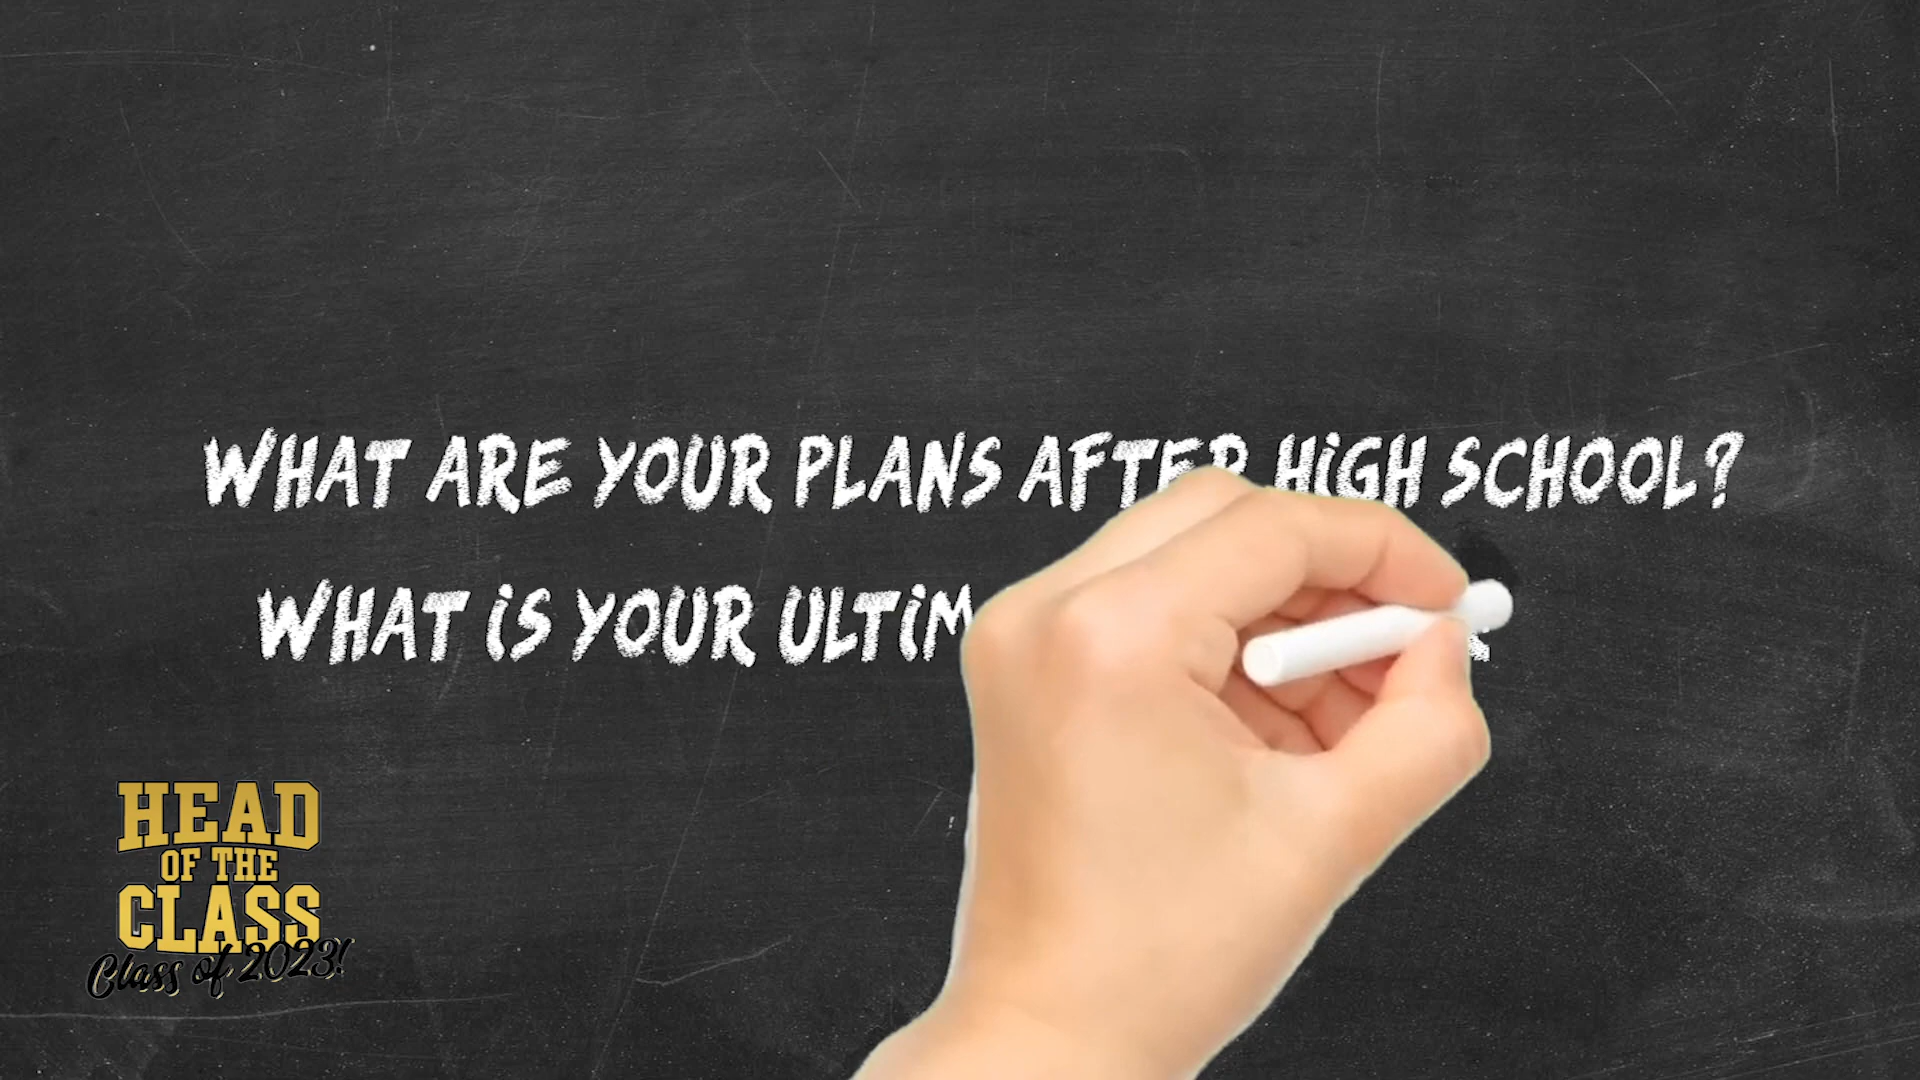 WHAT ARE YOUR PLANS AFTER HIGH SCHOOL?
WHAT IS YOUR
HEAD
OF THE
CLASS
Class of 2023!